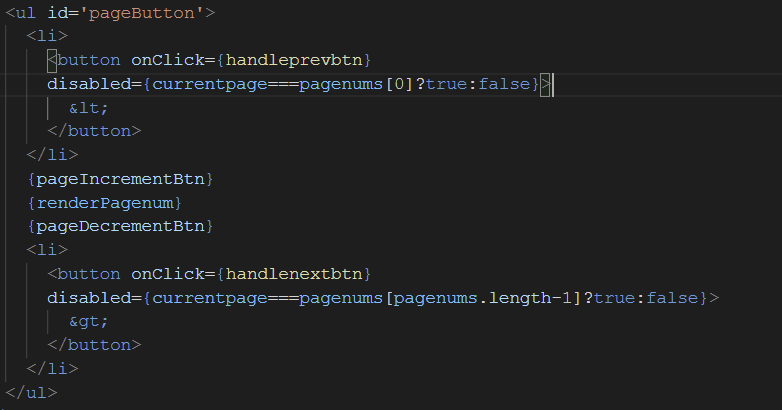 <ul id='pageButton'>
<li>
<button onClick={handleprevbtn}
disabled={currentpage===pagenums[0]?true:false}>
&lt;
</button>
</li>
{pageIncrementBtn}
{renderPagenum}
{pageDecrementBtn}
<li>
<button onClick={handlenextbtn}
disabled={currentpage===pagenums[pagenums.length-1]?true:false}>
&gt;
</button>
</li>
</ul>